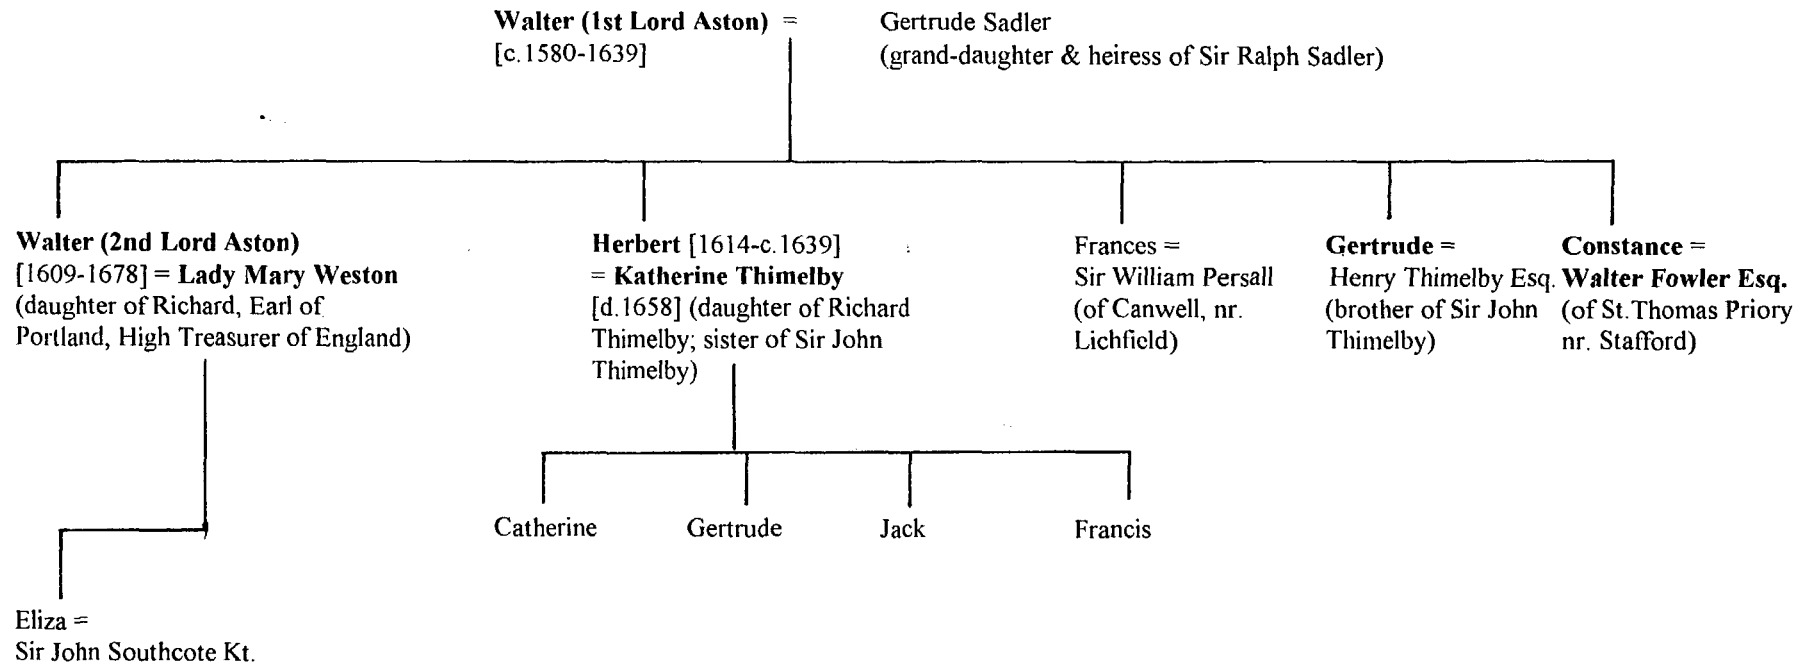 Walter (1st Lord Aston) =
[c.1580-1639]
Gertrude Sadler
(grand-daughter & heiress of Sir Ralph Sadler)
Walter (2nd Lord Aston)
[1609-1678] = Lady Mary Weston
(daughter of Richard, Earl of
Portland, High Treasurer of England)
Herbert [1614-c.1639]
= Katherine Thimelby
[d.1658] (daughter of Richard
Thimelby; sister of Sir John
Thimelby)
Frances =
Sir William Persall
(of Canwell, nr.
Lichfield)
Gertrude =
Henry Thimelby Esq.
(brother of Sir John
Thimelby)
Constance =
Walter Fowler Esq.
(of St.Thomas Priory
nr. Stafford)
Catherine
Gertrude
Jack
Francis
Eliza =
Sir John Southcote Kt.